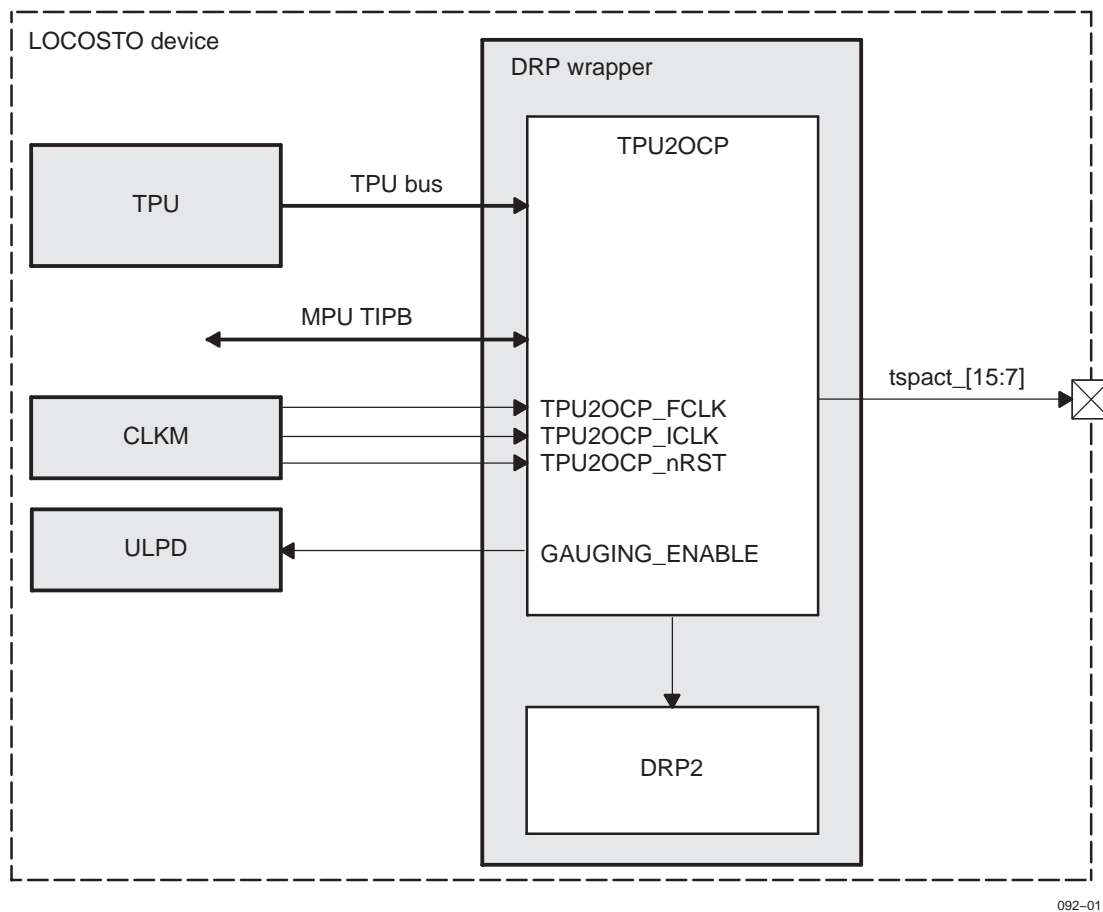 LOCOSTO device
DRP wrapper
TPU2OCP
TPU
TPU bus
MPU TIPB
tspact_[15:7]
CLKM
TPU2OCP_FCLK
TPU2OCP_ICLK
TPU2OCP_nRST
ULPD
GAUGING_ENABLE
DRP2
092–01